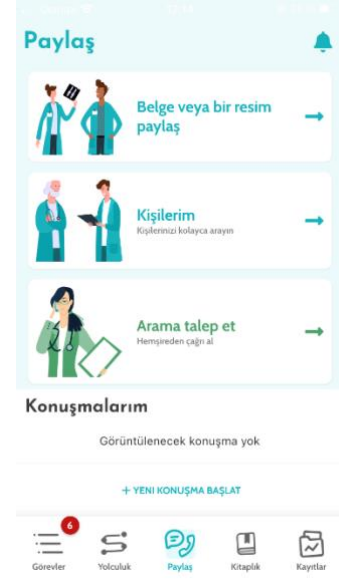 Paylaş
Belge veya bir resim
paylaş
Kişilerim
Kişilerinizi kolayca arayın
Arama talep et
Hemşireden çağrı al
Konuşmalarım
Görüntülenecek konuşma yok
+ YENİ KONUŞMA BAŞLAT
6
Görevler Yolculuk Paylaş Kitaplık Kayıtlar